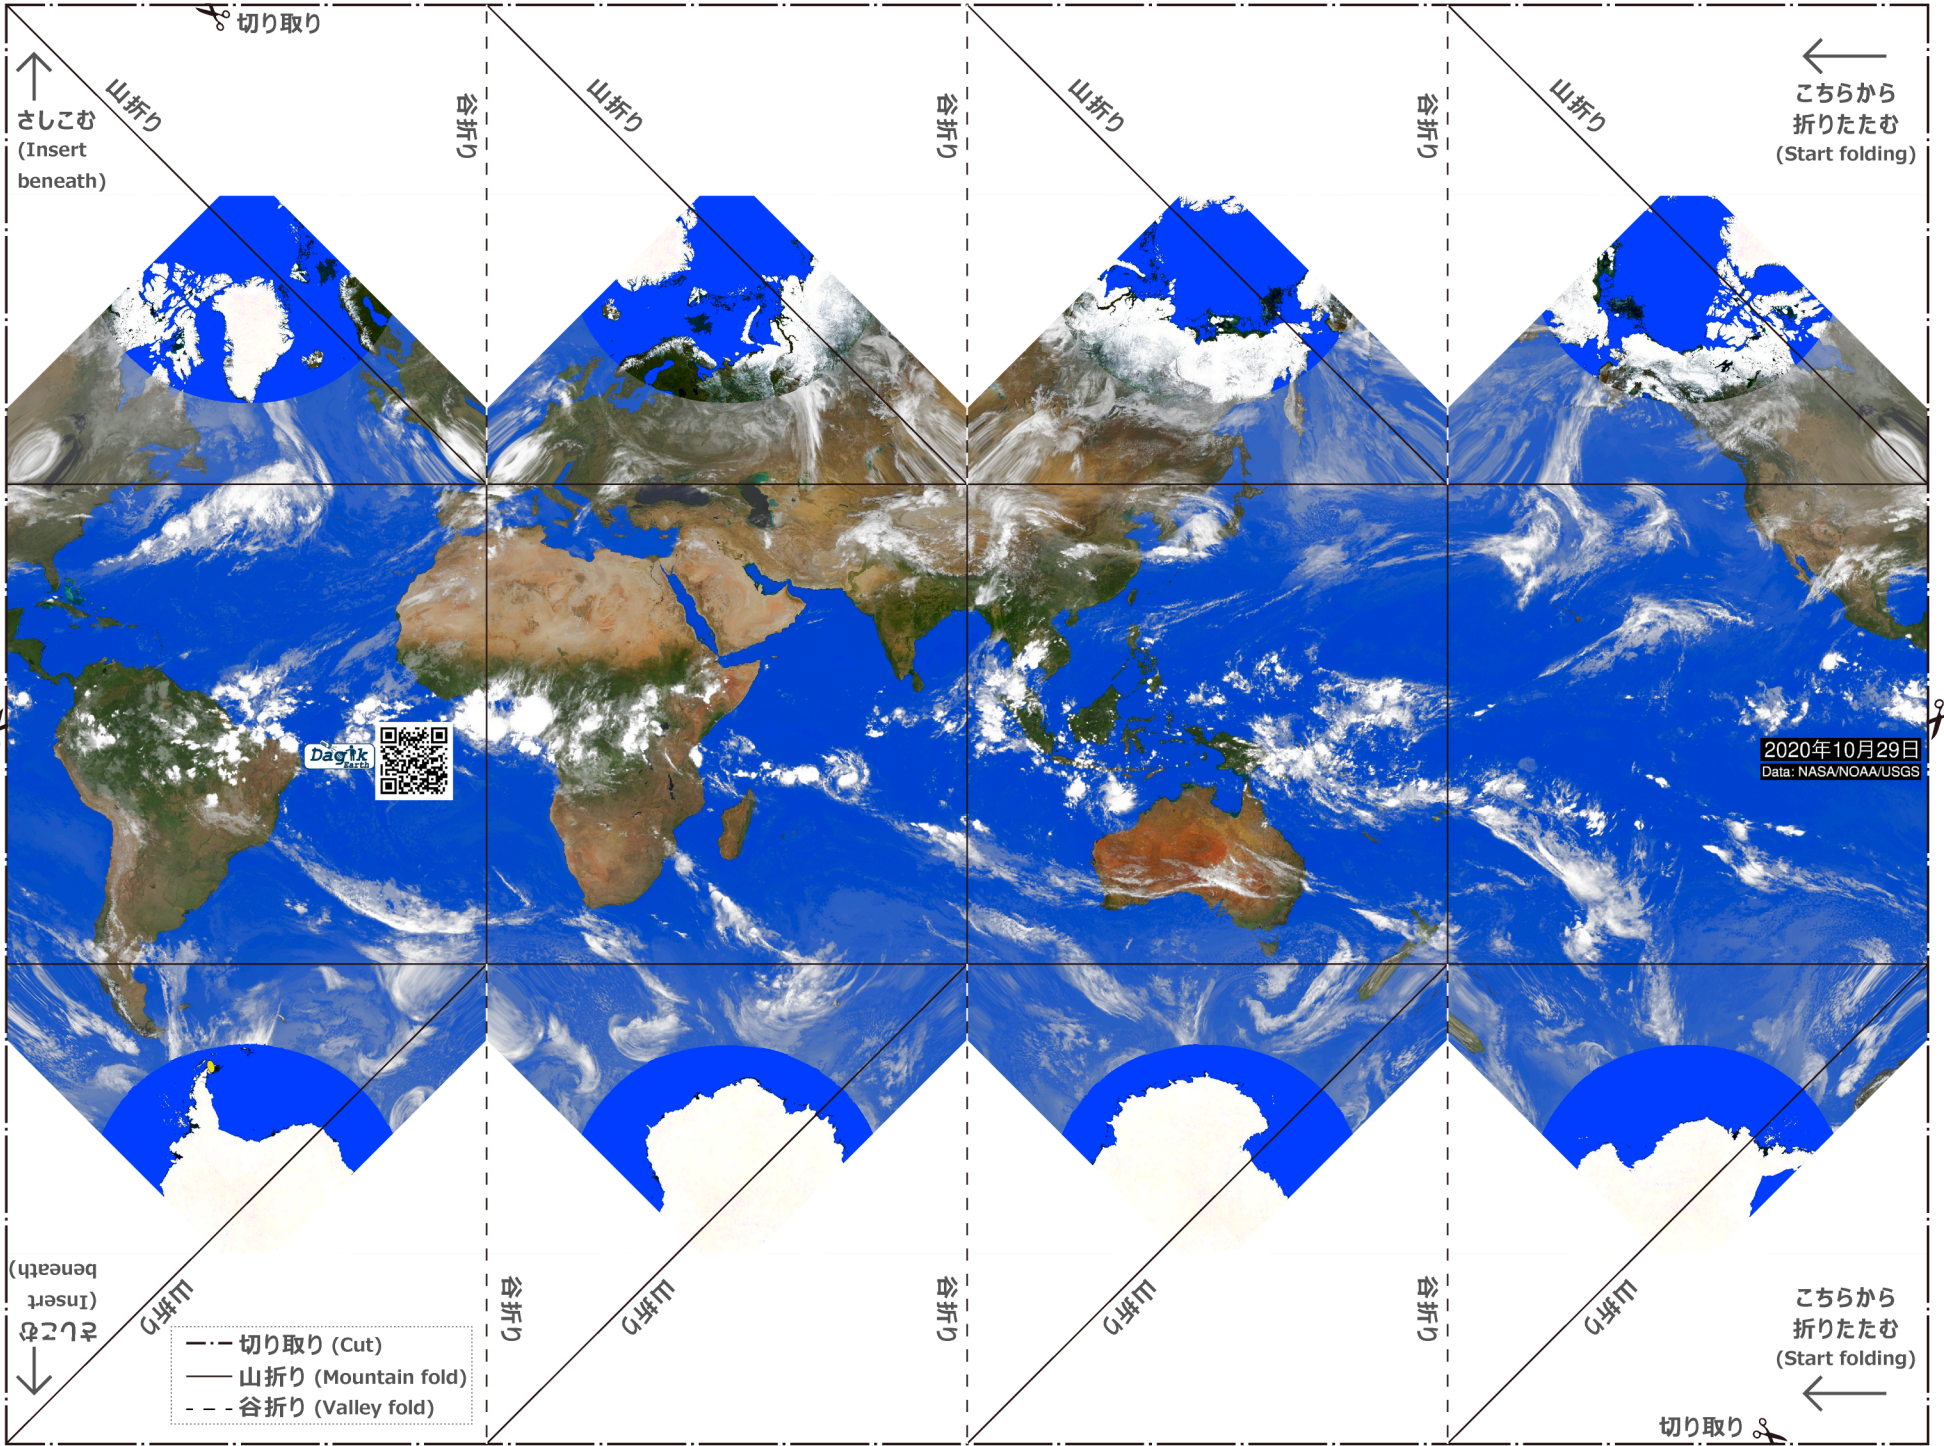 切り取り
さしこむ
(Insert
beneath)
山折り
谷折り
山折り
谷折り
山折り
谷折り
山折り
こちらから
折りたたむ
(Start folding)
Dagik
Earth
2020年10月29日
Data: NASA/NOAA/USGS
さしこむ
(Insert
beneath)
山折り
谷折り
山折り
谷折り
山折り
谷折り
山折り
こちらから
折りたたむ
(Start folding)
切り取り (Cut)
山折り (Mountain fold)
谷折り (Valley fold)
切り取り